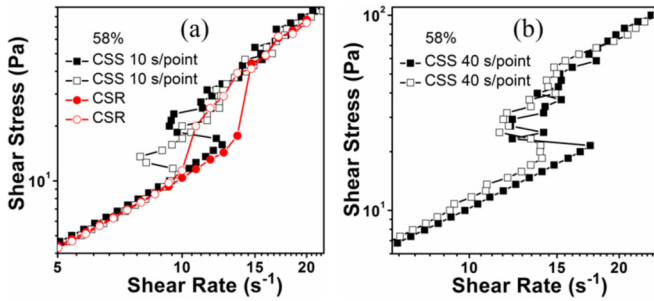 (a)
58%
CSS 10 s/point
CSS 10 s/point
CSR
CSR
Shear Stress (Pa)
10¹
5
10
15
20
Shear Rate (s⁻¹)
(b)
58%
CSS 40 s/point
CSS 40 s/point
Shear Stress (Pa)
10²
10¹
10
15
20
Shear Rate (s⁻¹)